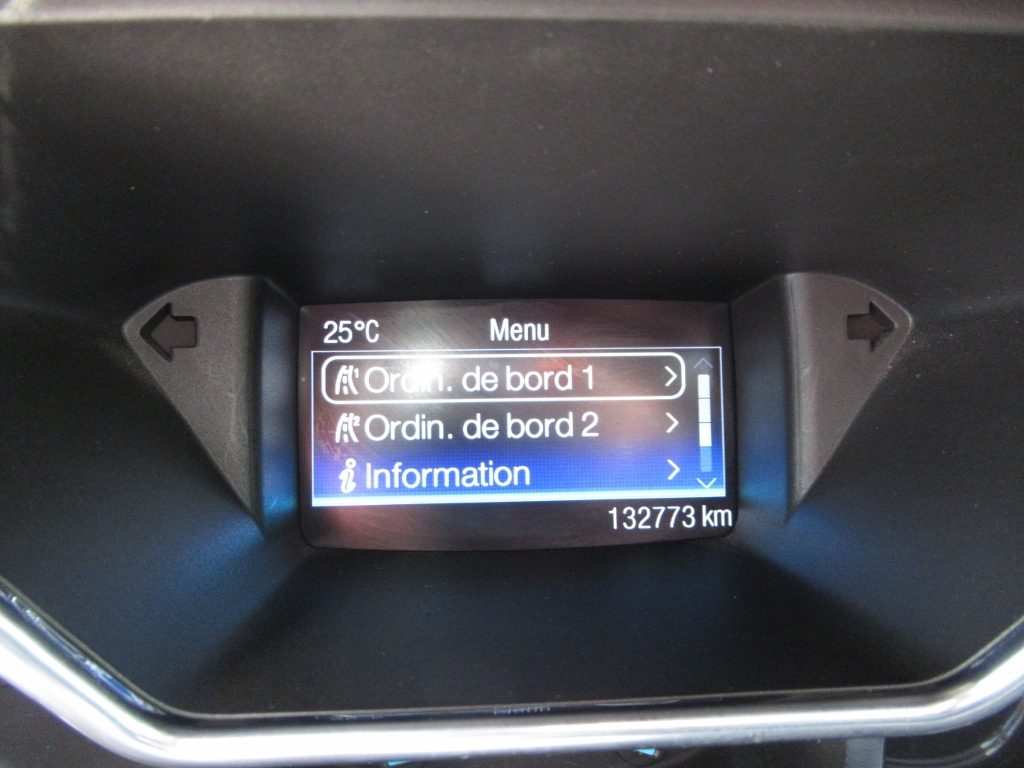 25°C Menu
Ordin. de bord 1
Ordin. de bord 2
Information
132773 km